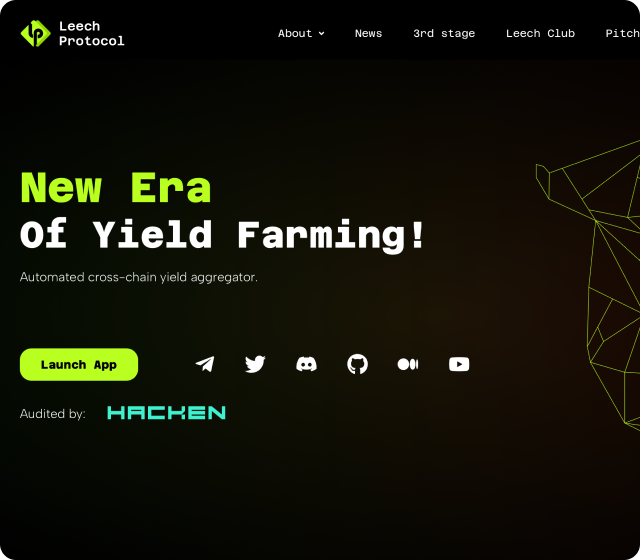 Leech
Protocol
About
News
3rd stage
Leech Club
Pitch
New Era
Of Yield Farming!
Automated cross-chain yield aggregator.
Launch App
Audited by:
HACKEN